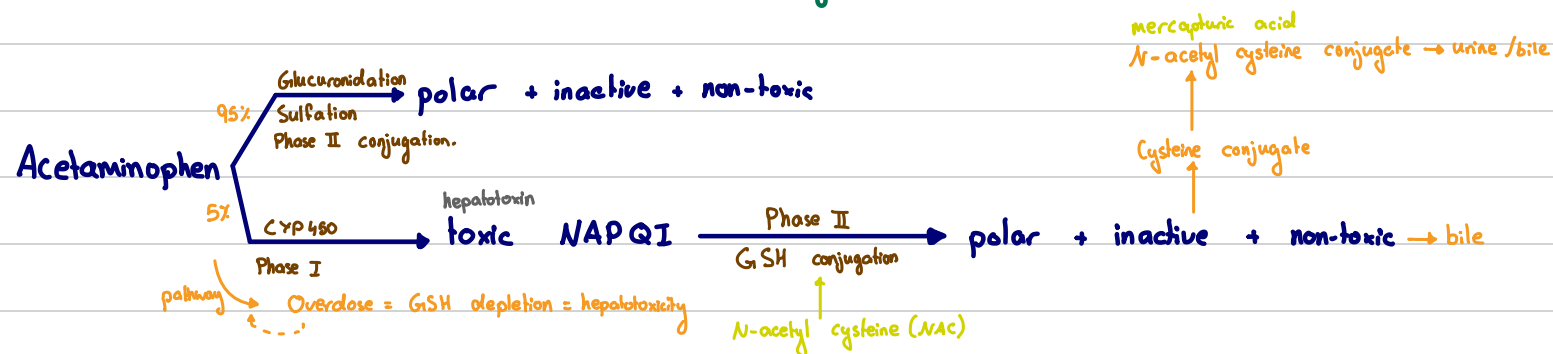 mercapturic acid
N-acetyl cysteine conjugate → urine /bile
Glucuronidation
polar + inactive + non-toxic
95%
Sulfation
Phase II conjugation.
Cysteine conjugate
Acetaminophen
hepatotoxin
5%
CYP450
toxic NAPQI
Phase II
polar + inactive + non-toxic → bile
Phase I
GSH conjugation
pathway
Overdose = GSH depletion = hepatotoxicity
N-acetyl cysteine (NAC)